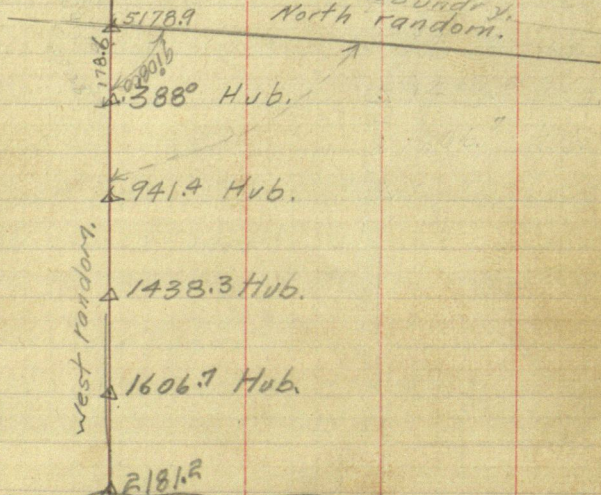 5178.9
North random.
178.6
388° Hub.
941.4 Hub.
1438.3 Hub.
west random.
1606.7 Hub.
2181.2